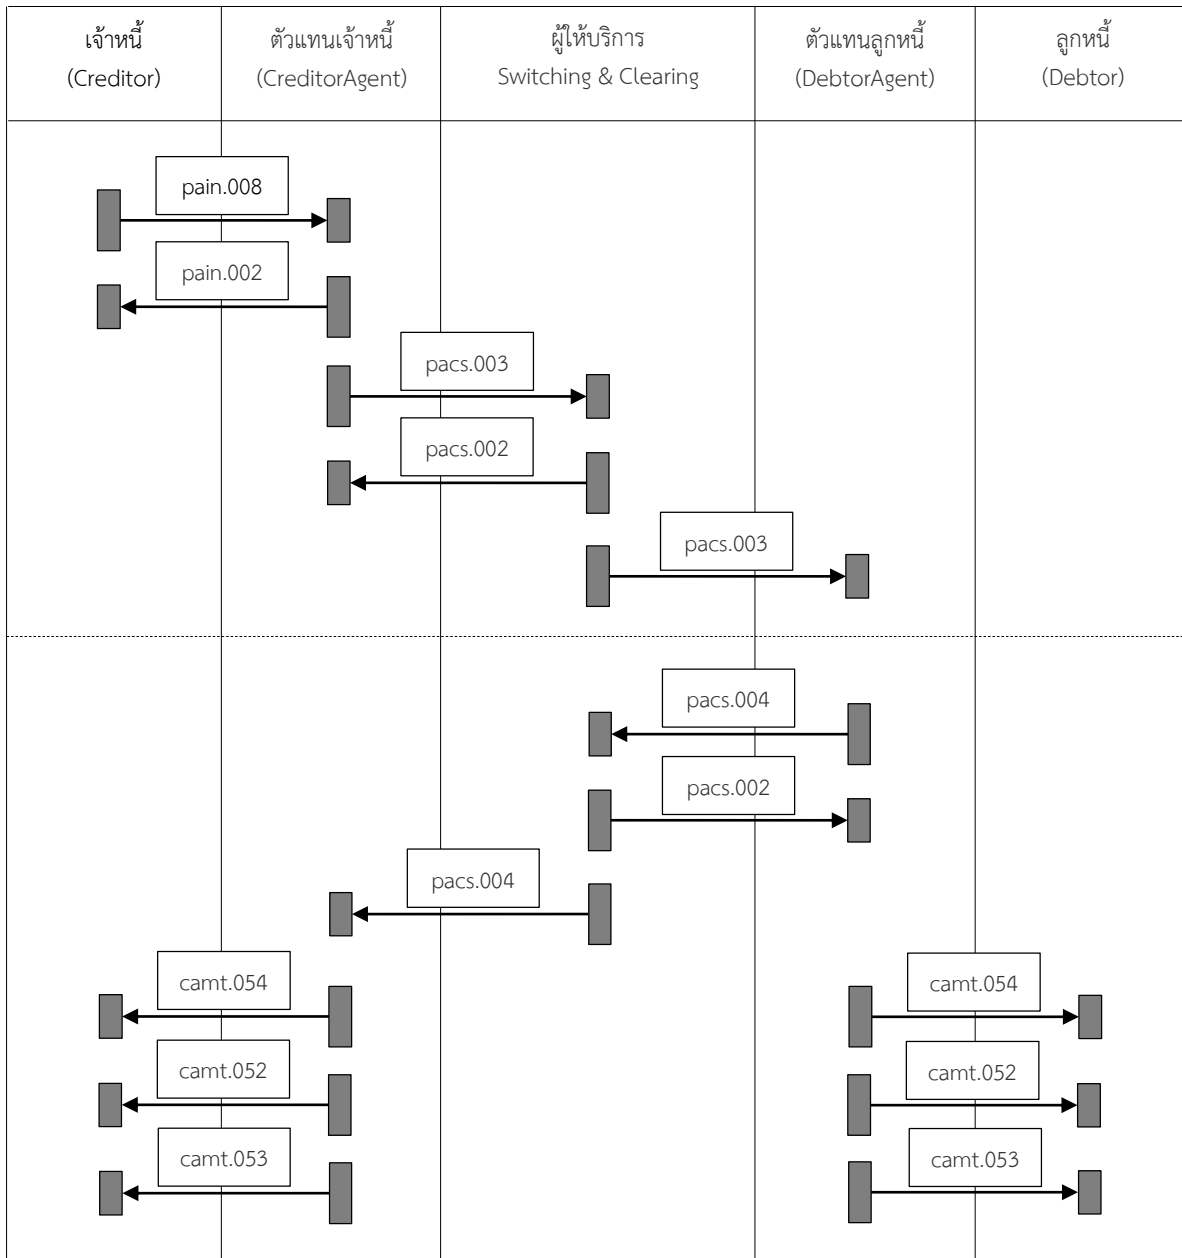 เจ้าหนี้
(Creditor)
ตัวแทนเจ้าหนี้
(CreditorAgent)
ผู้ให้บริการ
Switching & Clearing
ตัวแทนลูกหนี้
(DebtorAgent)
ลูกหนี้
(Debtor)
pain.008
pain.002
pacs.003
pacs.002
pacs.003
pacs.004
pacs.002
pacs.004
camt.054
camt.054
camt.052
camt.052
camt.053
camt.053